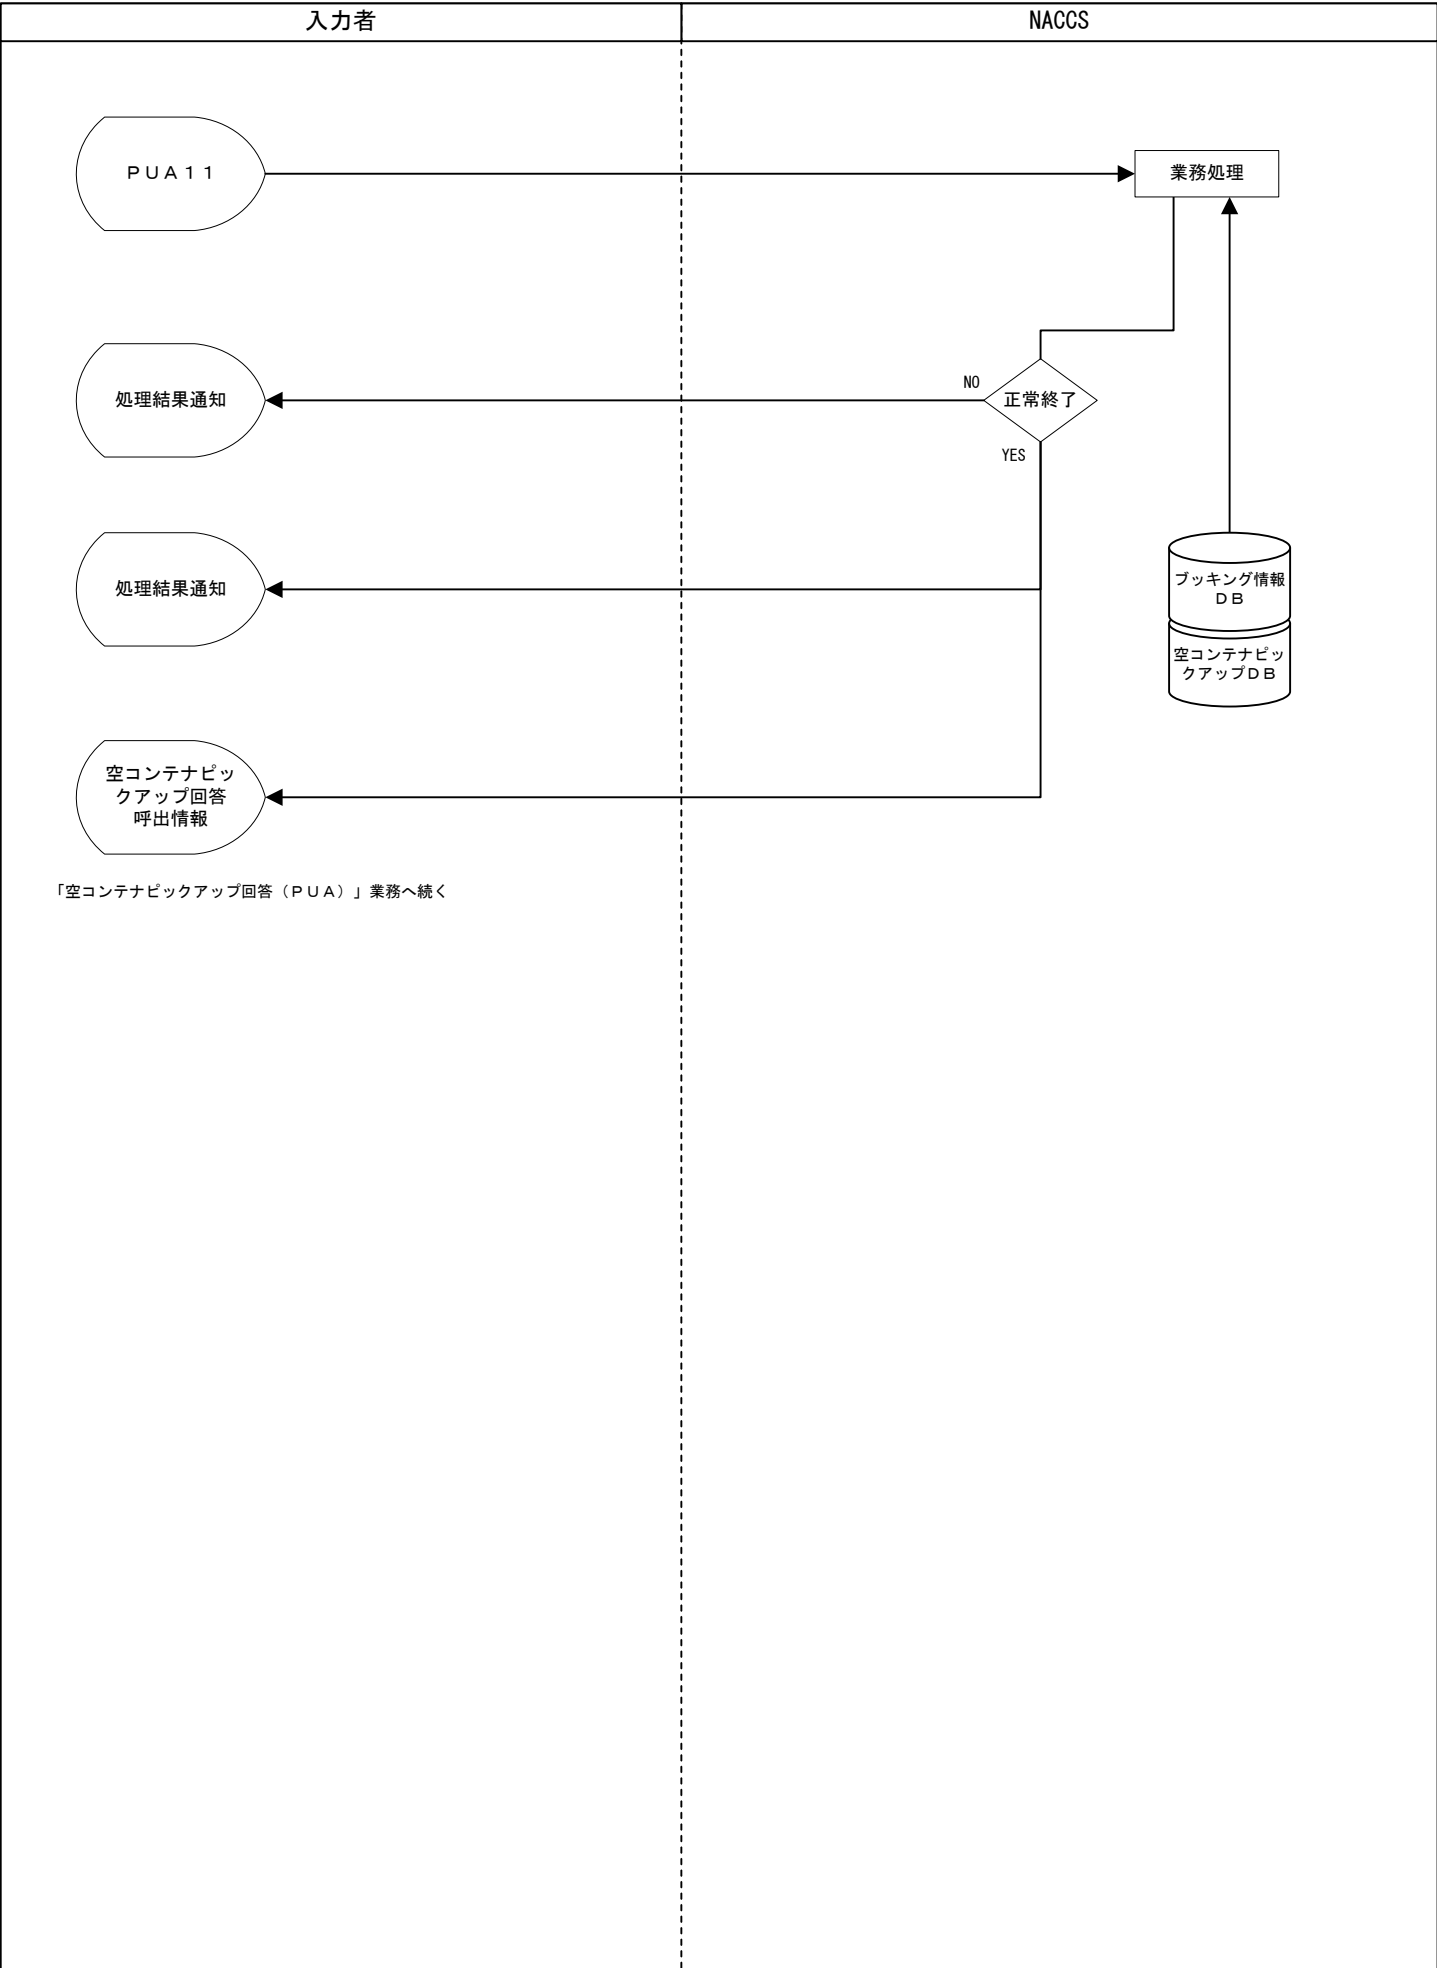 入力者
NACCS
ＰＵＡ１１
業務処理
処理結果通知
NO
正常終了
YES
処理結果通知
ブッキング情報
ＤＢ
空コンテナピッ
クアップＤＢ
空コンテナピッ
クアップ回答
呼出情報
「空コンテナピックアップ回答（ＰＵＡ）」業務へ続く